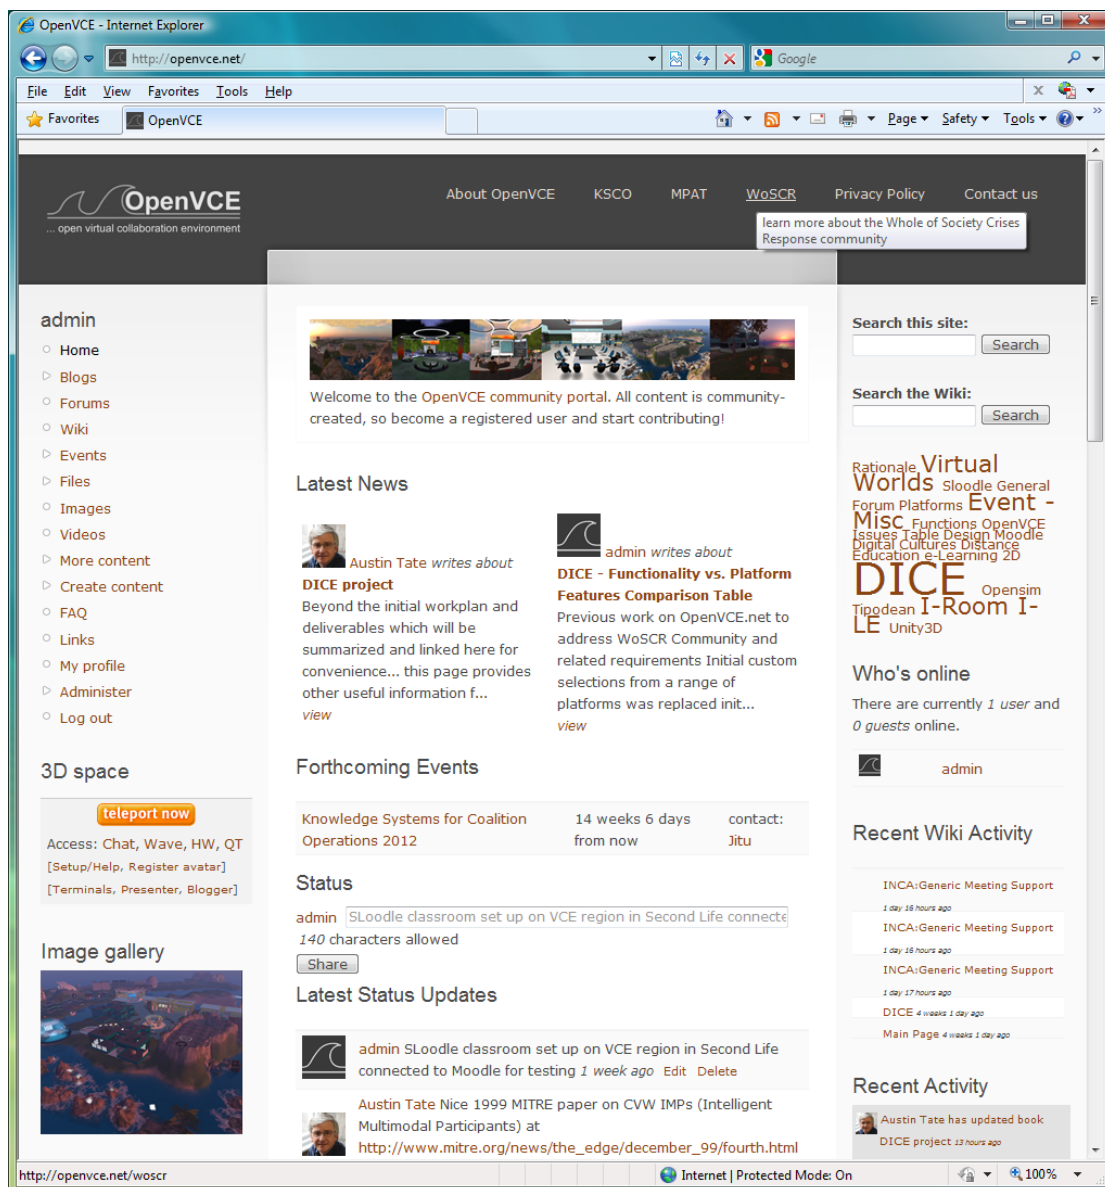 OpenVCE - Internet Explorer
http://openvce.net/
Google
File Edit View Favorites Tools Help
Favorites
OpenVCE
Page Safety Tools
OpenVCE
... open virtual collaboration environment
About OpenVCE KSCO MPAT WoSCR Privacy Policy Contact us
learn more about the Whole of Society Crises
Response community
admin
Home
Blogs
Forums
Wiki
Events
Files
Images
Videos
More content
Create content
FAQ
Links
My profile
Administer
Log out
3D space
teleport now
Access: Chat, Wave, HW, QT
[Setup/Help, Register avatar]
[Terminals, Presenter, Blogger]
Image gallery
Welcome to the OpenVCE community portal. All content is community-
created, so become a registered user and start contributing!
Latest News
Austin Tate writes about
DICE project
Beyond the initial workplan and
deliverables which will be
summarized and linked here for
convenience... this page provides
other useful information f...
view
admin writes about
DICE - Functionality vs. Platform
Features Comparison Table
Previous work on OpenVCE.net to
address WoSCR Community and
related requirements Initial custom
selections from a range of
platforms was replaced init...
view
Forthcoming Events
Knowledge Systems for Coalition
Operations 2012
14 weeks 6 days
from now
contact:
Jitu
Status
admin SLoodle classroom set up on VCE region in Second Life connecte
140 characters allowed
Share
Latest Status Updates
admin SLoodle classroom set up on VCE region in Second Life
connected to Moodle for testing 1 week ago Edit Delete
Austin Tate Nice 1999 MITRE paper on CVW IMPs (Intelligent
Multimodal Participants) at
http://www.mitre.org/news/the_edge/december_99/fourth.html
Search this site:
Search
Search the Wiki:
Search
Rationale Virtual
Worlds Sloodle General
Forum Platforms Event -
Misc Functions OpenVCE
Issues Table Design Moodle
Digital Cultures Distance
Education e-Learning 2D
DICE Opensim
Tipodean I-Room I-
LE Unity3D
Who's online
There are currently 1 user and
0 guests online.
admin
Recent Wiki Activity
INCA:Generic Meeting Support
1 day 16 hours ago
INCA:Generic Meeting Support
1 day 16 hours ago
INCA:Generic Meeting Support
1 day 17 hours ago
DICE 4 weeks 1 day ago
Main Page 4 weeks 1 day ago
Recent Activity
Austin Tate has updated book
DICE project 13 hours ago
http://openvce.net/woscr
Internet | Protected Mode: On
100%